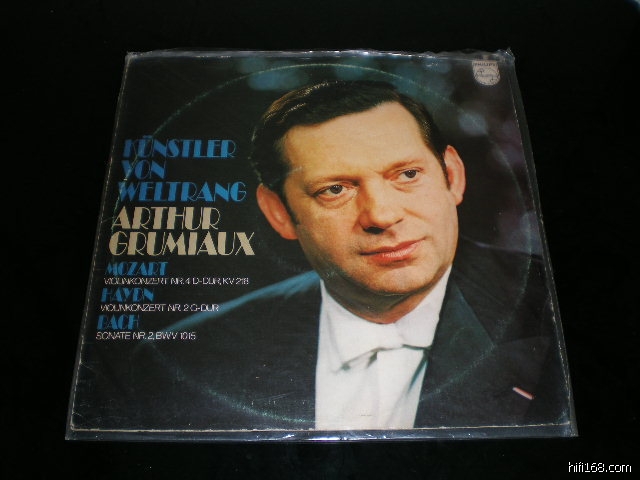 PHILIPS
KÜNSTLER
VON
WELTRANG
ARTHUR
GRUMIAUX
MOZART
VIOLINKONZERT NR. 4 D-DUR, KV 218
HAYDN
VIOLINKONZERT NR. 2 G-DUR
BACH
SONATE NR. 2, BWV 1015
hifi168.com